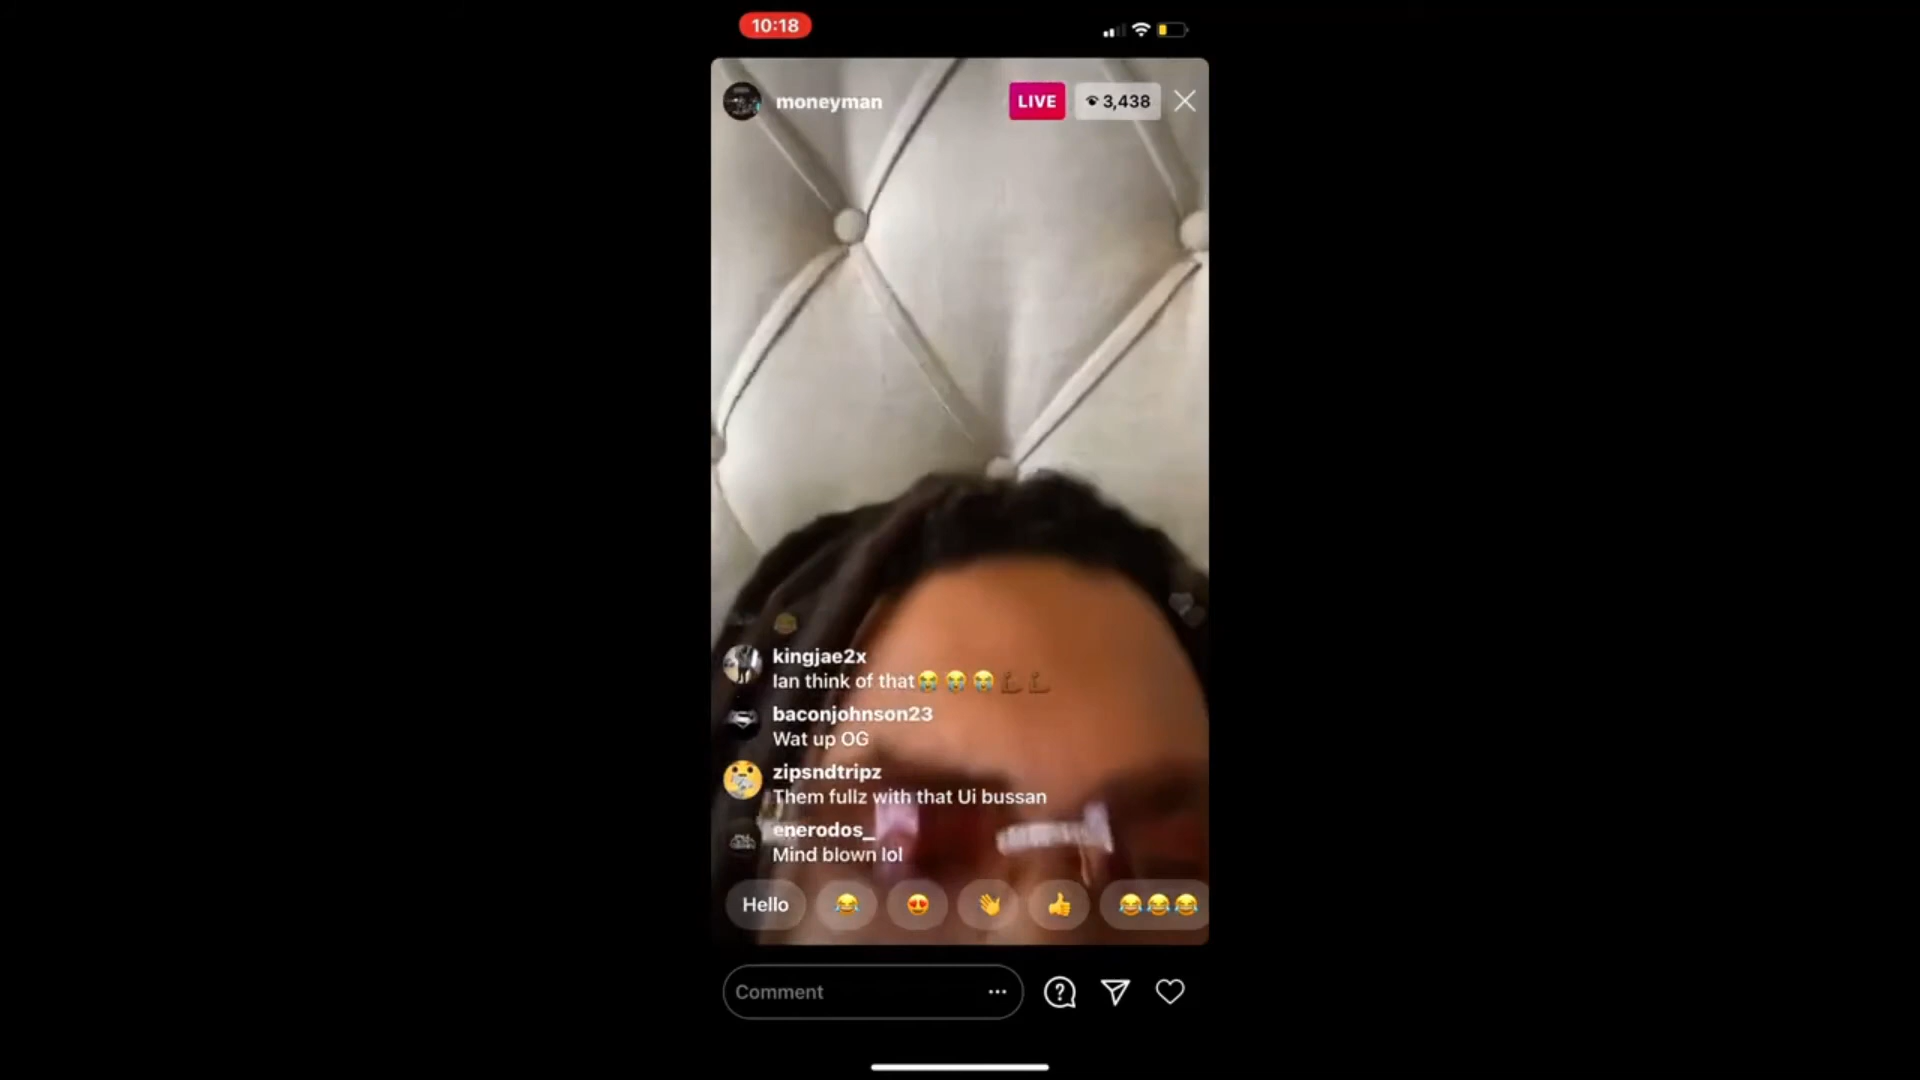 10:18
moneyman
LIVE
3,438
kingjae2x
Ian think of that😭😭😭💪🏿💪🏿
baconjohnson23
Wat up OG
zipsndtripz
Them fullz with that Ui bussan
enerodos_
Mind blown lol
Hello 😂 😍 👋 👍 😂😂😂
Comment